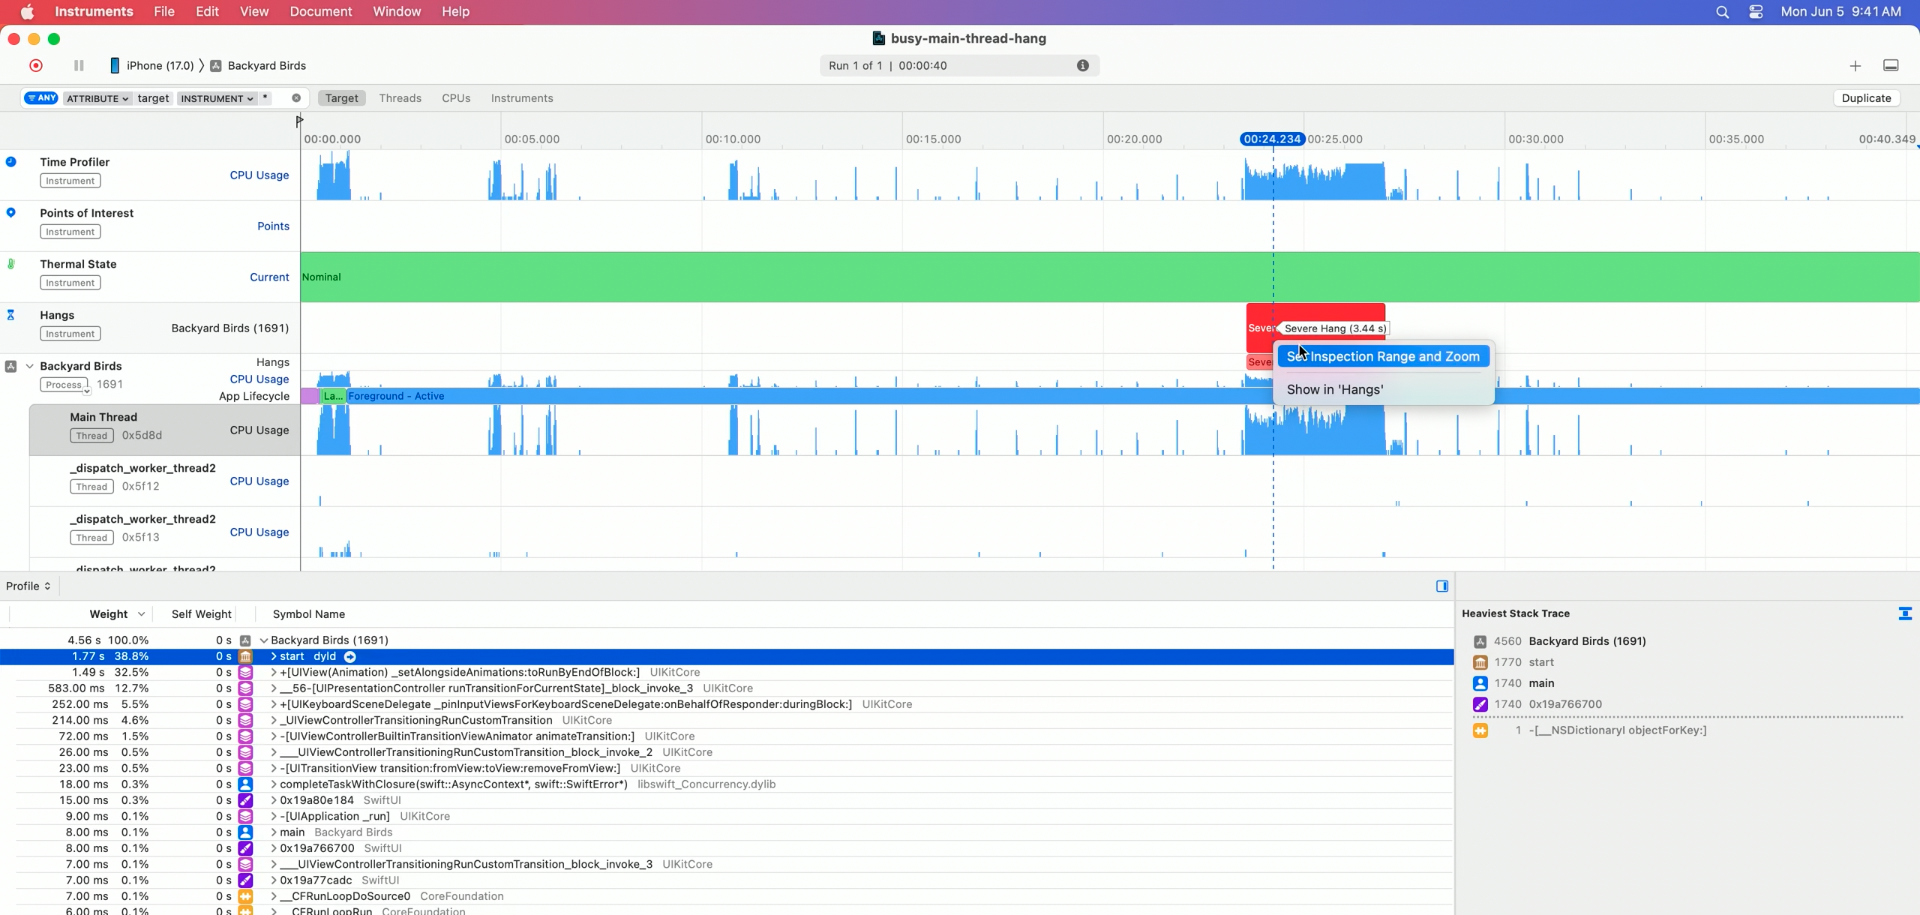 Instruments File Edit View Document Window Help Mon Jun 5 9:41 AM
busy-main-thread-hang
iPhone (17.0) 〉 Backyard Birds Run 1 of 1 | 00:00:40
ANY ATTRIBUTE target INSTRUMENT * Target Threads CPUs Instruments Duplicate
00:00.000 00:05.000 00:10.000 00:15.000 00:20.000 00:24.234 00:25.000 00:30.000 00:35.000 00:40.349
Time Profiler
Instrument
CPU Usage
Points of Interest
Instrument
Points
Thermal State
Instrument
Current
Nominal
Hangs
Instrument
Backyard Birds (1691)
Severe Hang (3.44 s)
Set Inspection Range and Zoom
Show in 'Hangs'
Backyard Birds
Process 1691
Hangs
CPU Usage
App Lifecycle
La... Foreground - Active
Main Thread
Thread 0x5d8d
CPU Usage
_dispatch_worker_thread2
Thread 0x5f12
CPU Usage
_dispatch_worker_thread2
Thread 0x5f13
CPU Usage
_dispatch_worker_thread2
Profile
Weight Self Weight Symbol Name
4.56 s 100.0% 0 s Backyard Birds (1691)
1.77 s 38.8% 0 s start dyld
1.49 s 32.5% 0 s +[UIView(Animation) _setAlongsideAnimations:toRunByEndOfBlock:] UIKitCore
583.00 ms 12.7% 0 s __56-[UIPresentationController runTransitionForCurrentState]_block_invoke_3 UIKitCore
252.00 ms 5.5% 0 s +[UIKeyboardSceneDelegate _pinInputViewsForKeyboardSceneDelegate:onBehalfOfResponder:duringBlock:] UIKitCore
214.00 ms 4.6% 0 s _UIViewControllerTransitioningRunCustomTransition UIKitCore
72.00 ms 1.5% 0 s -[UIViewControllerBuiltinTransitionViewAnimator animateTransition:] UIKitCore
26.00 ms 0.5% 0 s ___UIViewControllerTransitioningRunCustomTransition_block_invoke_2 UIKitCore
23.00 ms 0.5% 0 s -[UITransitionView transition:fromView:toView:removeFromView:] UIKitCore
18.00 ms 0.3% 0 s completeTaskWithClosure(swift::AsyncContext*, swift::SwiftError*) libswift_Concurrency.dylib
15.00 ms 0.3% 0 s 0x19a80e184 SwiftUI
9.00 ms 0.1% 0 s -[UIApplication _run] UIKitCore
8.00 ms 0.1% 0 s main Backyard Birds
8.00 ms 0.1% 0 s 0x19a766700 SwiftUI
7.00 ms 0.1% 0 s ___UIViewControllerTransitioningRunCustomTransition_block_invoke_3 UIKitCore
7.00 ms 0.1% 0 s 0x19a77cadc SwiftUI
7.00 ms 0.1% 0 s __CFRunLoopDoSource0 CoreFoundation
6.00 ms 0.1% 0 s __CFRunLoopRun CoreFoundation
Heaviest Stack Trace
4560 Backyard Birds (1691)
1770 start
1740 main
1740 0x19a766700
1 -[__NSDictionaryI objectForKey:]